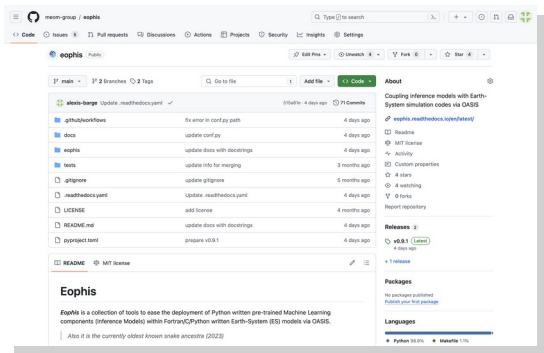 meom-group / eophis
Type / to search
Code Issues 5 Pull requests Discussions Actions Projects Security Insights Settings
eophis Public
Edit Pins Unwatch 4 Fork 0 Star 4
main 2 Branches 2 Tags Go to file t Add file Code
alexis-barge Update .readthedocs.yaml 4 days ago 71 Commits
.github/workflows fix error in conf.py path 4 days ago
docs update conf.py 4 days ago
eophis update docs with docstrings 4 days ago
tests update info for merging 3 months ago
.gitignore update gitignore 5 months ago
.readthedocs.yaml Update .readthedocs.yaml 4 days ago
LICENSE add license 4 months ago
README.md update docs with docstrings 4 days ago
pyproject.toml prepare v0.9.1 4 days ago
README MIT license
Eophis
Eophis is a collection of tools to ease the deployment of Python written pre-trained Machine Learning
components (Inference Models) within Fortran/C/Python written Earth-System (ES) models via OASIS.
Also it is the currently oldest known snake ancestra (2023)
About
Coupling inference models with Earth-
System simulation codes via OASIS
eophis.readthedocs.io/en/latest/
Readme
MIT license
Activity
Custom properties
4 stars
4 watching
0 forks
Report repository
Releases 2
v0.9.1 Latest
4 days ago
+ 1 release
Packages
No packages published
Publish your first package
Languages
Python 98.9% Makefile 1.1%